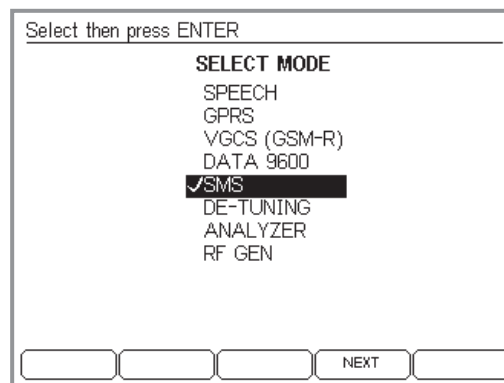 Select then press ENTER
SELECT MODE
SPEECH
GPRS
VGCS (GSM-R)
DATA 9600
✓SMS
DE-TUNING
ANALYZER
RF GEN
NEXT